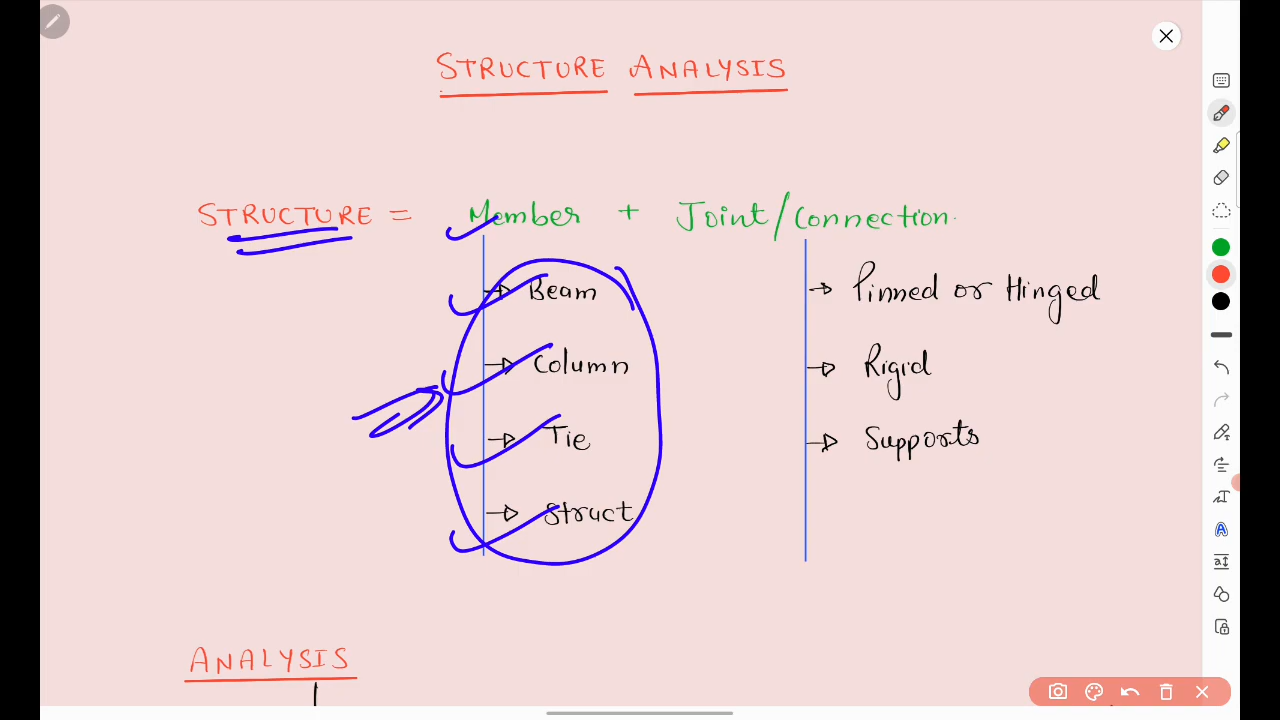 STRUCTURE ANALYSIS
STRUCTURE = Member + Joint/Connection
→ Beam
→ Column
→ Tie
→ Struct
→ Pinned or Hinged
→ Rigid
→ Supports
ANALYSIS